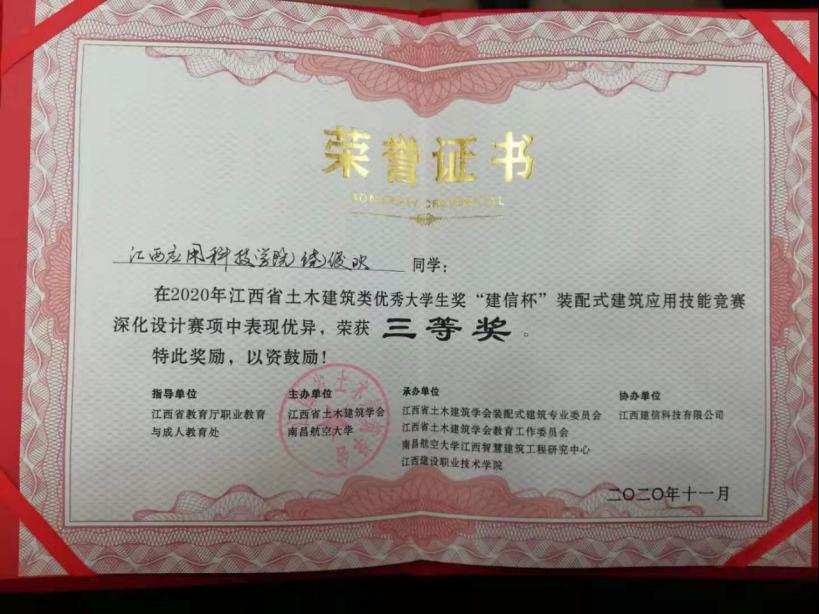 荣誉证书
HONORARY CREDENTIAL
江西应用科技学院 饶俊 同学：
在2020年江西省土木建筑类优秀大学生奖“建信杯”装配式建筑应用技能竞赛
深化设计赛项中表现优异，荣获 三等奖 。
特此奖励，以资鼓励！
指导单位
江西省教育厅职业教育
与成人教育处
主办单位
江西省土木建筑学会
南昌航空大学
承办单位
江西省土木建筑学会装配式建筑专业委员会
江西省土木建筑学会教育工作委员会
南昌航空大学江西智慧建筑工程研究中心
江西建设职业技术学院
协办单位
江西建信科技有限公司
二〇二〇年十一月